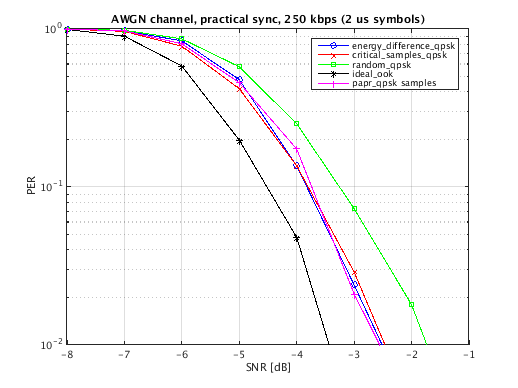 AWGN channel, practical sync, 250 kbps (2 us symbols)
10^0
energy_difference_qpsk
critical_samples_qpsk
random_qpsk
ideal_ook
papr_qpsk samples
PER
10^-1
10^-2
-8 -7 -6 -5 -4 -3 -2 -1
SNR [dB]